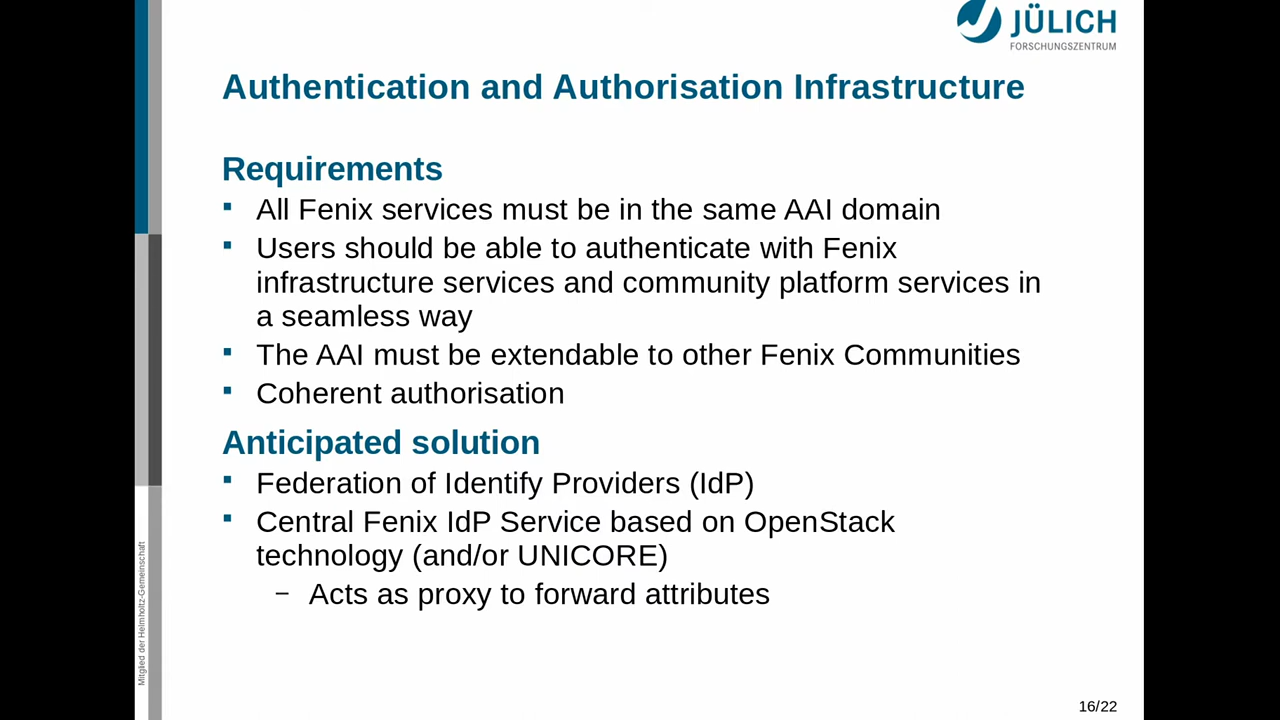 JÜLICH
FORSCHUNGSZENTRUM
Authentication and Authorisation Infrastructure
Requirements
▪ All Fenix services must be in the same AAI domain
▪ Users should be able to authenticate with Fenix
infrastructure services and community platform services in
a seamless way
▪ The AAI must be extendable to other Fenix Communities
▪ Coherent authorisation
Anticipated solution
▪ Federation of Identify Providers (IdP)
▪ Central Fenix IdP Service based on OpenStack
technology (and/or UNICORE)
– Acts as proxy to forward attributes
Mitglied der Helmholtz-Gemeinschaft
16/22